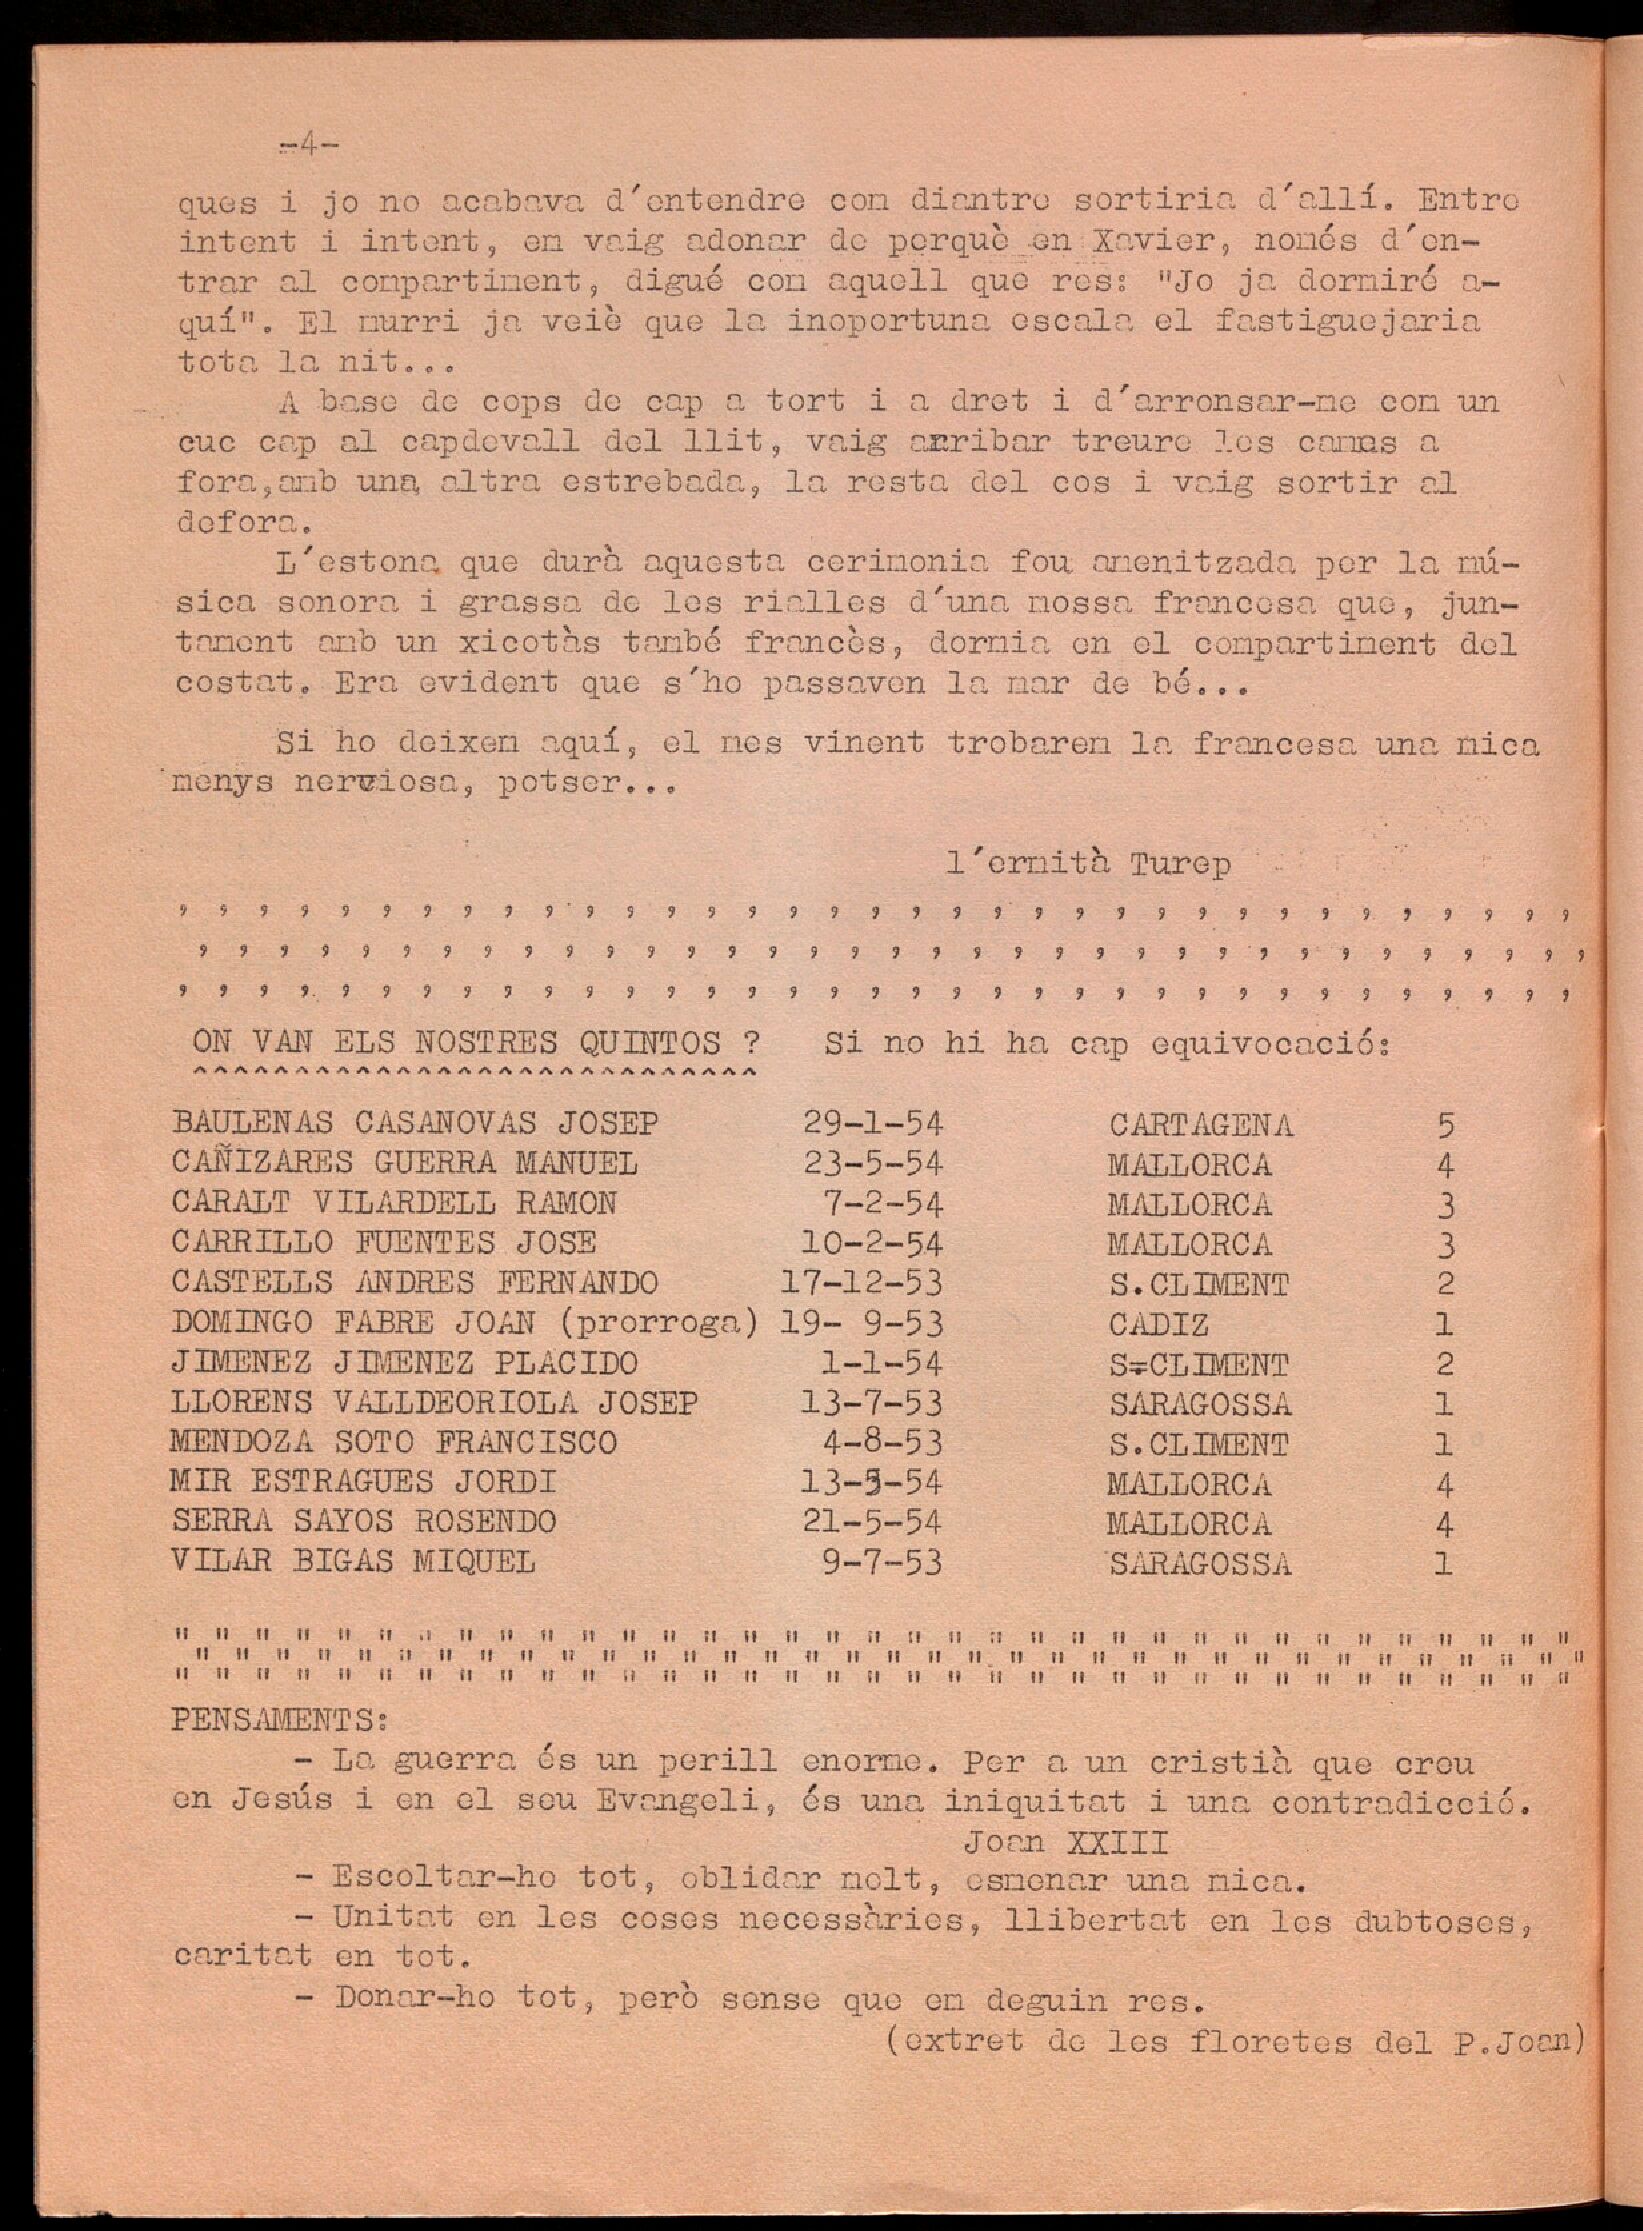 -4-
ques i jo no acabava d'entendre com diantre sortiria d'allí. Entre
intent i intent, em vaig adonar de perquè en Xavier, només d'en-
trar al compartiment, digué com aquell que res: "Jo ja dormiré a-
quí". El murri ja veiè que la inoportuna escala el fastiguejaria
tota la nit...
A base de cops de cap a tort i a dret i d'arronsar-me com un
cuc cap al capdevall del llit, vaig arribar treure les cames a
fora,amb una altra estrebada, la resta del cos i vaig sortir al
defora.
L'estona que durà aquesta cerimonia fou amenitzada per la mú-
sica sonora i grassa de les rialles d'una mossa francesa que, jun-
tament amb un xicotàs també francès, dormia en el compartiment del
costat. Era evident que s'ho passaven la mar de bé...
Si ho deixem aquí, el mes vinent trobarem la francesa una mica
menys nerviosa, potser...
l'ermità Turep
, , , , , , , , , , , , , , , , , , , , , , , , , , , , , , , , , , ,
, , , , , , , , , , , , , , , , , , , , , , , , , , , , , , , , , , ,
, , , , , , , , , , , , , , , , , , , , , , , , , , , , , , , , , , ,
ON VAN ELS NOSTRES QUINTOS ? Si no hi ha cap equivocació:
^^^^^^^^^^^^^^^^^^^^^^^^^^^^
BAULENAS CASANOVAS JOSEP 29-1-54 CARTAGENA 5
CAÑIZARES GUERRA MANUEL 23-5-54 MALLORCA 4
CARALT VILARDELL RAMON 7-2-54 MALLORCA 3
CARRILLO FUENTES JOSE 10-2-54 MALLORCA 3
CASTELLS ANDRES FERNANDO 17-12-53 S.CLIMENT 2
DOMINGO FABRE JOAN (prorroga) 19- 9-53 CADIZ 1
JIMENEZ JIMENEZ PLACIDO 1-1-54 S.CLIMENT 2
LLORENS VALLDEORIOLA JOSEP 13-7-53 SARAGOSSA 1
MENDOZA SOTO FRANCISCO 4-8-53 S.CLIMENT 1
MIR ESTRAGUES JORDI MALLORCA 4
SERRA SAYOS ROSENDO 21-5-54 MALLORCA 4
VILAR BIGAS MIQUEL 9-7-53 SARAGOSSA 1
" " " " " " " " " " " " " " " " " " " " " " " " " " " " " " " " " " "
" " " " " " " " " " " " " " " " " " " " " " " " " " " " " " " " " " "
" " " " " " " " " " " " " " " " " " " " " " " " " " " " " " " " " " "
PENSAMENTS:
- La guerra és un perill enorme. Per a un cristià que creu
en Jesús i en el seu Evangeli, és una iniquitat i una contradicció.
Joan XXIII
- Escoltar-ho tot, oblidar molt, esmenar una mica.
- Unitat en les coses necessàries, llibertat en les dubtoses,
caritat en tot.
- Donar-ho tot, però sense que em deguin res.
(extret de les floretes del P.Joan)